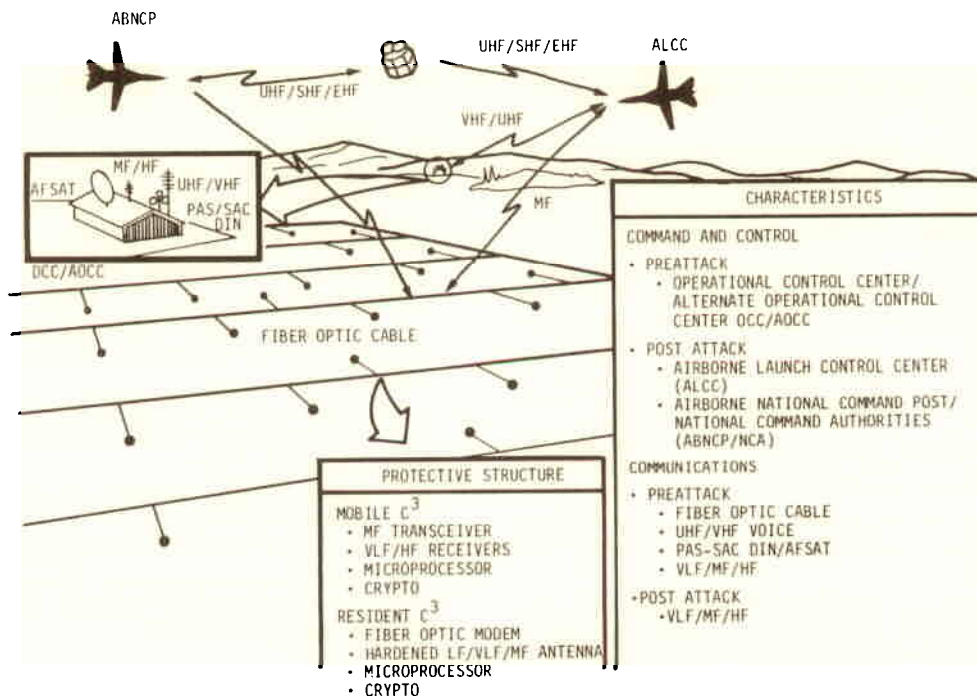 ABNCP
UHF/SHF/EHF
ALCC
UHF/SHF/EHF
VHF/UHF
MF/HF
AFSAT
UHF/VHF
PAS/SAC
DIN
MF
DCC/AOCC
FIBER OPTIC CABLE
PROTECTIVE STRUCTURE
MOBILE C3
• MF TRANSCEIVER
• VLF/HF RECEIVERS
• MICROPROCESSOR
• CRYPTO
RESIDENT C3
• FIBER OPTIC MODEM
• HARDENED LF/VLF/MF ANTENNA
• MICROPROCESSOR
• CRYPTO
CHARACTERISTICS
COMMAND AND CONTROL
• PREATTACK
• OPERATIONAL CONTROL CENTER/
ALTERNATE OPERATIONAL CONTROL
CENTER OCC/AOCC
• POST ATTACK
• AIRBORNE LAUNCH CONTROL CENTER
(ALCC)
• AIRBORNE NATIONAL COMMAND POST/
NATIONAL COMMAND AUTHORITIES
(ABNCP/NCA)
COMMUNICATIONS
• PREATTACK
• FIBER OPTIC CABLE
• UHF/VHF VOICE
• PAS-SAC DIN/AFSAT
• VLF/MF/HF
•POST ATTACK
•VLF/MF/HF